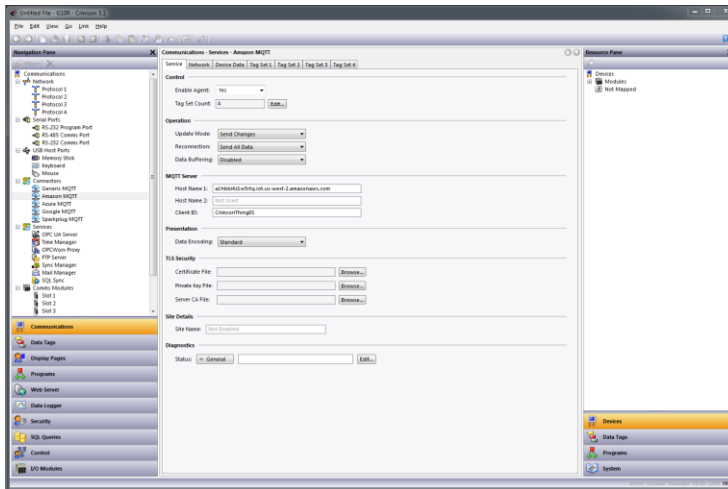 Untitled File - G10R - Crimson 3.1
File Edit View Go Link Help
Navigation Pane
Communications
Network
Protocol 1
Protocol 2
Protocol 3
Protocol 4
Serial Ports
RS-232 Program Port
RS-485 Comms Port
RS-232 Comms Port
USB Host Ports
Memory Stick
Keyboard
Mouse
Connectors
Generic MQTT
Amazon MQTT
Azure MQTT
Google MQTT
Sparkplug MQTT
Services
OPC UA Server
Time Manager
OPCWorx Proxy
FTP Server
Sync Manager
Mail Manager
SQL Sync
Comms Modules
Slot 1
Slot 2
Slot 3
Communications
Data Tags
Display Pages
Programs
Web Server
Data Logger
Security
SQL Queries
Control
I/O Modules
Communications - Services - Amazon MQTT
Service Network Device Data Tag Set 1 Tag Set 2 Tag Set 3 Tag Set 4
Control
Enable Agent: Yes
Tag Set Count: 4 Edit...
Operation
Update Mode: Send Changes
Reconnection: Send All Data
Data Buffering: Disabled
MQTT Server
Host Name 1:
Host Name 2: Not Used
Client ID: CrimsonThing01
Presentation
Data Encoding: Standard
TLS Security
Certificate File: Browse...
Private Key File: Browse...
Server CA File: Browse...
Site Details
Site Name: Not Enabled
Diagnostics
Status: General Edit...
Resource Pane
Devices
Modules
Not Mapped
Devices
Data Tags
Programs
System